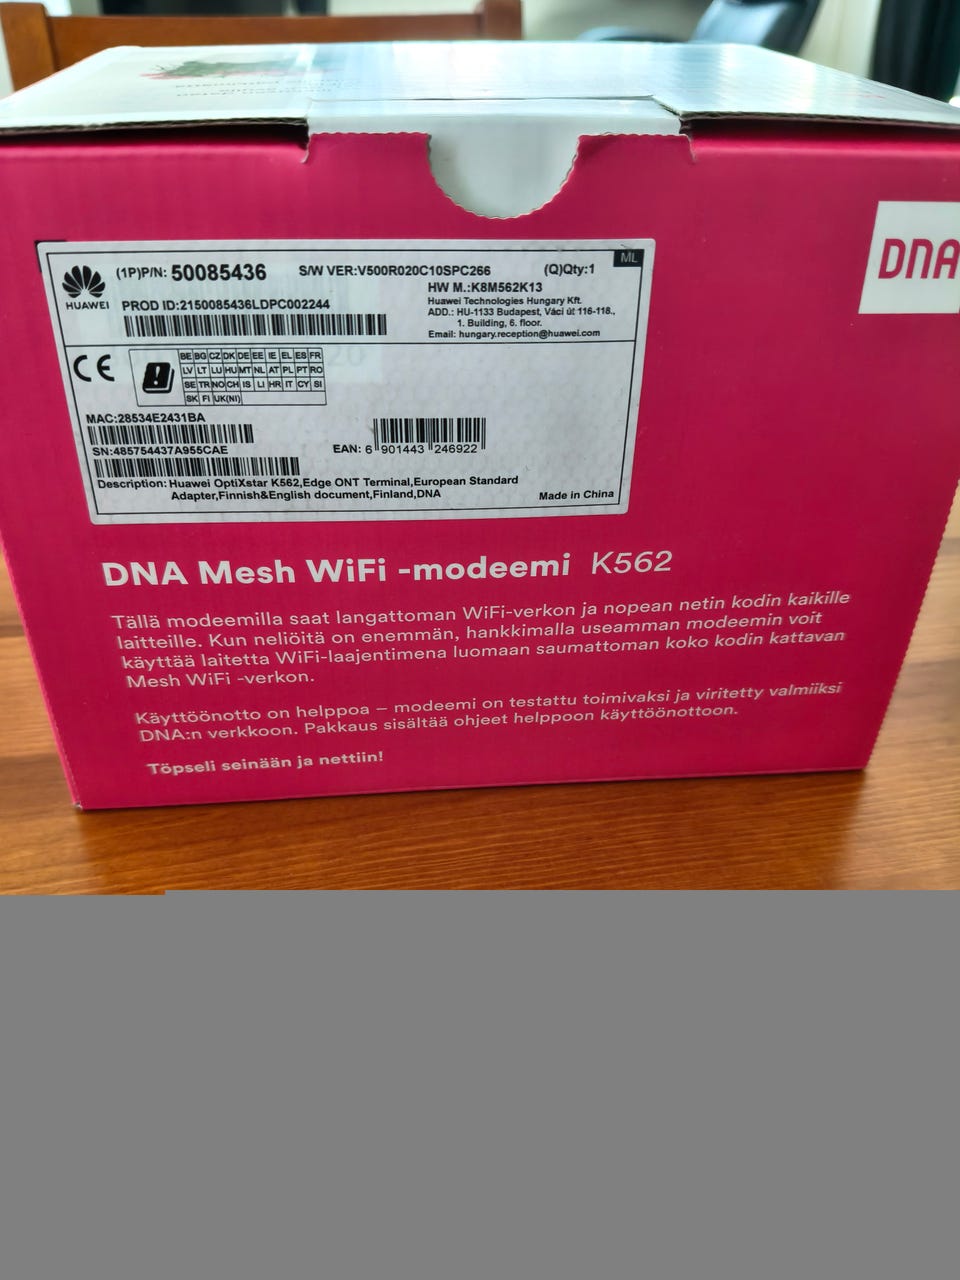 ML
(1P)P/N: 50085436 S/W VER:V500R020C10SPC266 (Q)Qty:1
HUAWEI
PROD ID:2150085436LDPC002244
HW M.:K8M562K13
Huawei Technologies Hungary Kft.
ADD.: HU-1133 Budapest, Váci út 116-118.,
1. Building, 6. floor.
Email: hungary.reception@huawei.com
CE
BE BG CZ DK DE EE IE EL ES FR
LV LT LU HU MT NL AT PL PT RO
SE TR NO CH IS LI HR IT CY SI
SK FI UK(NI)
MAC:28534E2431BA
SN:485754437A955CAE
EAN: 6 901443 246922
Description: Huawei OptiXstar K562,Edge ONT Terminal,European Standard
Adapter,Finnish&English document,Finland,DNA
Made in China
DNA
DNA Mesh WiFi -modeemi K562
Tällä modeemilla saat langattoman WiFi-verkon ja nopean netin kodin kaikille
laitteille. Kun neliöitä on enemmän, hankkimalla useamman modeemin voit
käyttää laitetta WiFi-laajentimena luomaan saumattoman koko kodin kattavan
Mesh WiFi -verkon.
Käyttöönotto on helppoa – modeemi on testattu toimivaksi ja viritetty valmiiksi
DNA:n verkkoon. Pakkaus sisältää ohjeet helppoon käyttöönottoon.
Töpseli seinään ja nettiin!